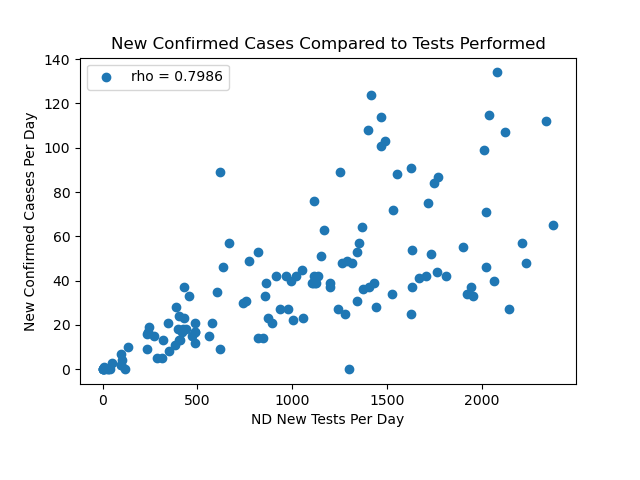 New Confirmed Cases Compared to Tests Performed
rho = 0.7986
New Confirmed Caeses Per Day
140
120
100
80
60
40
20
0
0 500 1000 1500 2000
ND New Tests Per Day